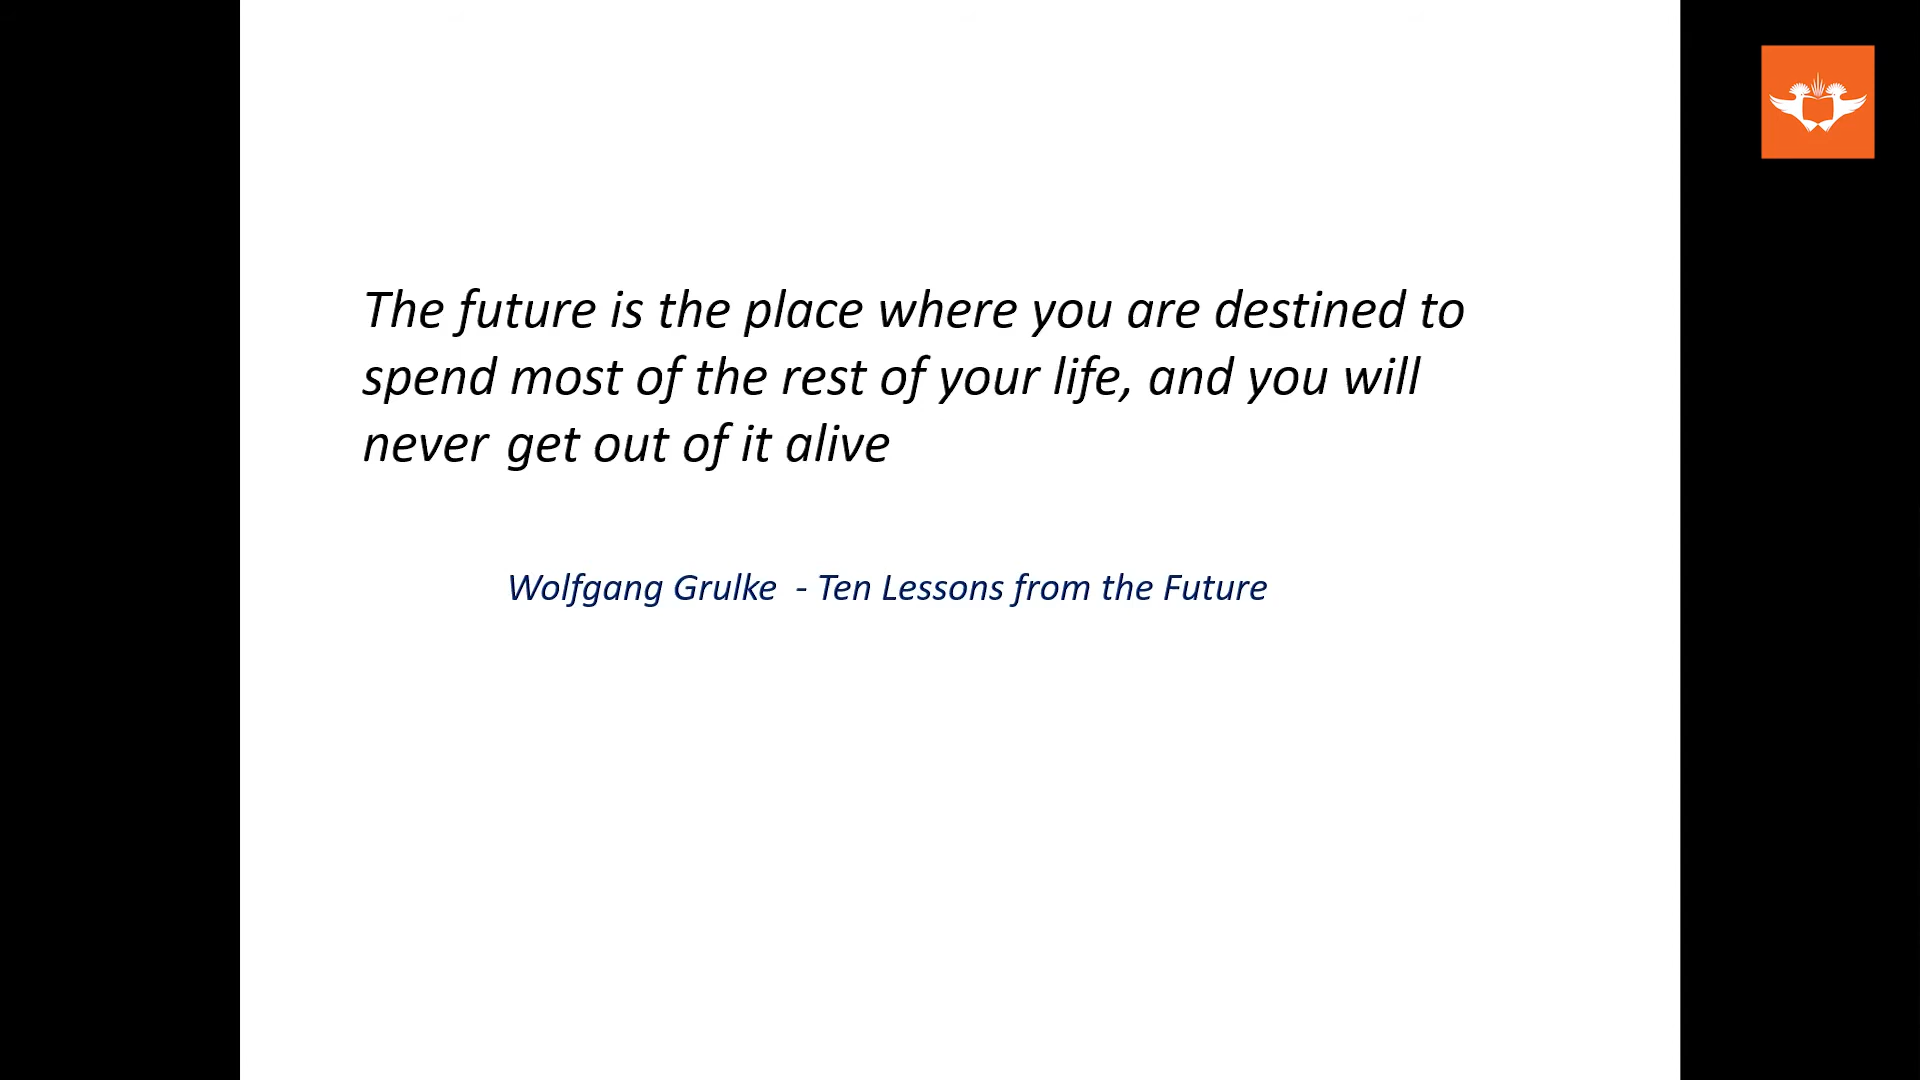 The future is the place where you are destined to
spend most of the rest of your life, and you will
never get out of it alive
Wolfgang Grulke - Ten Lessons from the Future